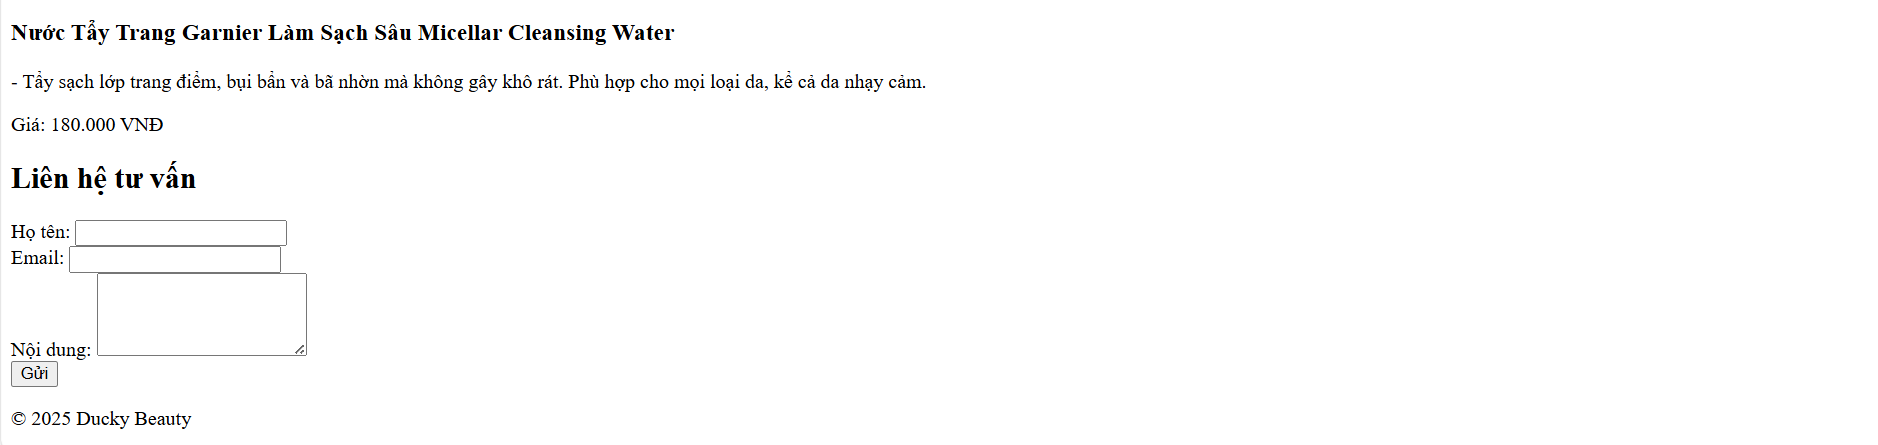 Nước Tẩy Trang Garnier Làm Sạch Sâu Micellar Cleansing Water
- Tẩy sạch lớp trang điểm, bụi bẩn và bã nhờn mà không gây khô rát. Phù hợp cho mọi loại da, kể cả da nhạy cảm.
Giá: 180.000 VNĐ
Liên hệ tư vấn
Họ tên:
Email:
Nội dung:
Gửi
© 2025 Ducky Beauty